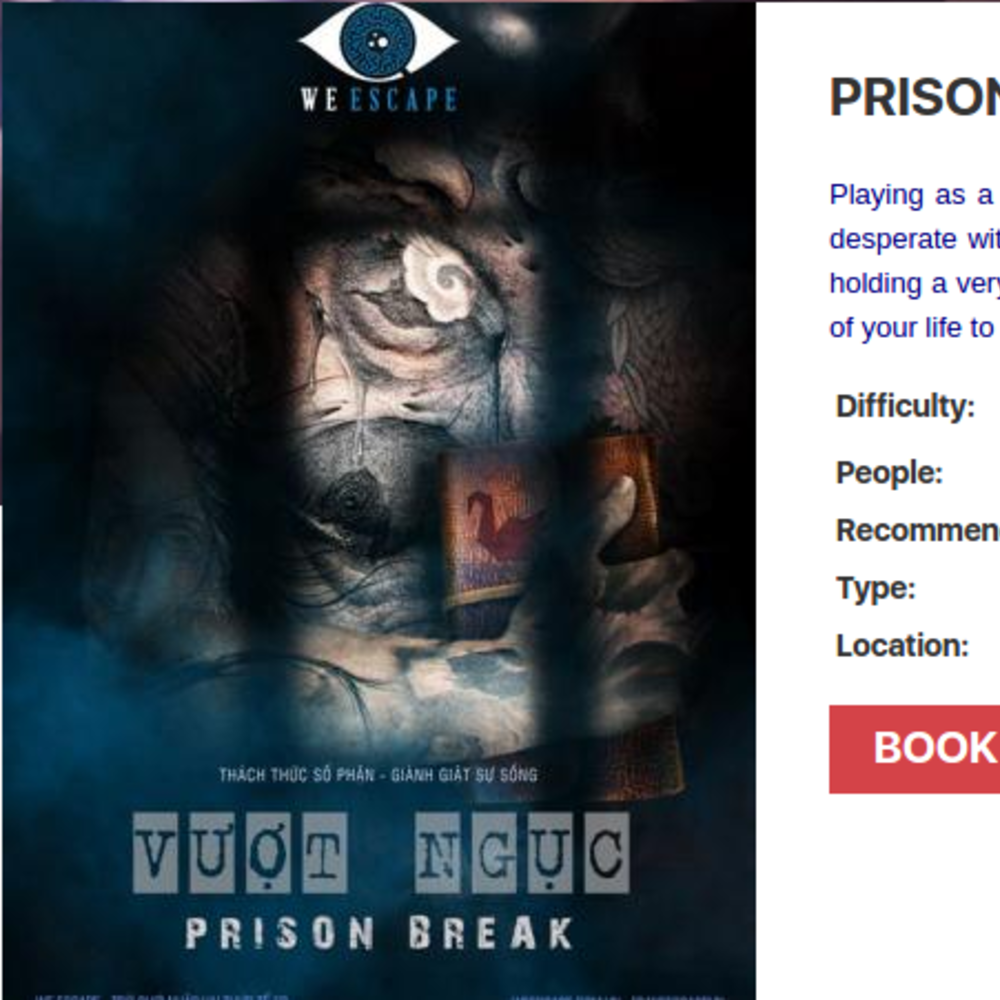 WE ESCAPE
THÁCH THỨC SỐ PHẬN - GIÀNH GIẬT SỰ SỐNG
VƯỢT NGỤC
PRISON BREAK
PRISON
Playing as a
desperate wit
holding a very
of your life to
Difficulty:
People:
Recommen
Type:
Location:
BOOK